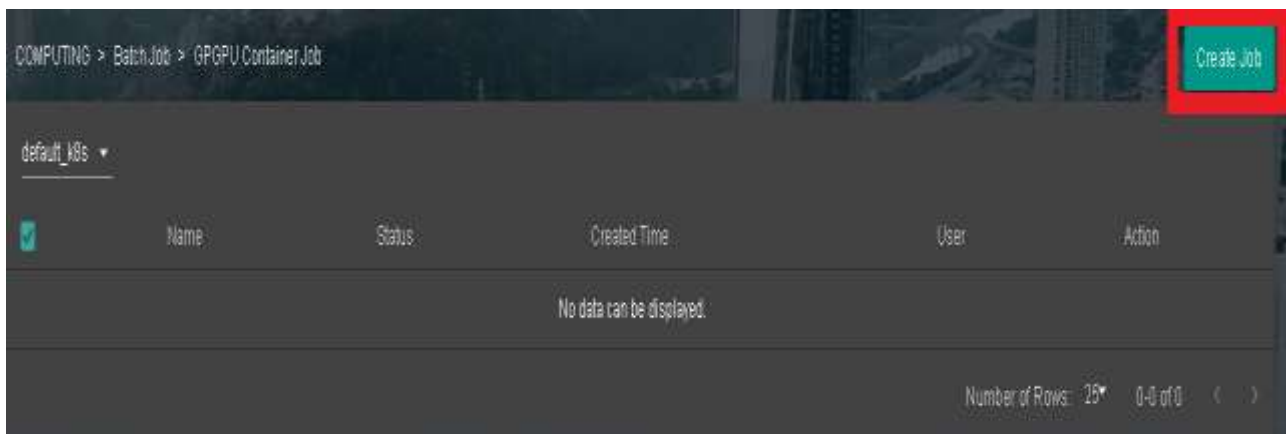 COMPUTING > Batch Job > GPGPU Container Job
Create Job
default_k8s
Name Status Created Time User Action
No data can be displayed.
Number of Rows: 25 0-0 of 0 < >